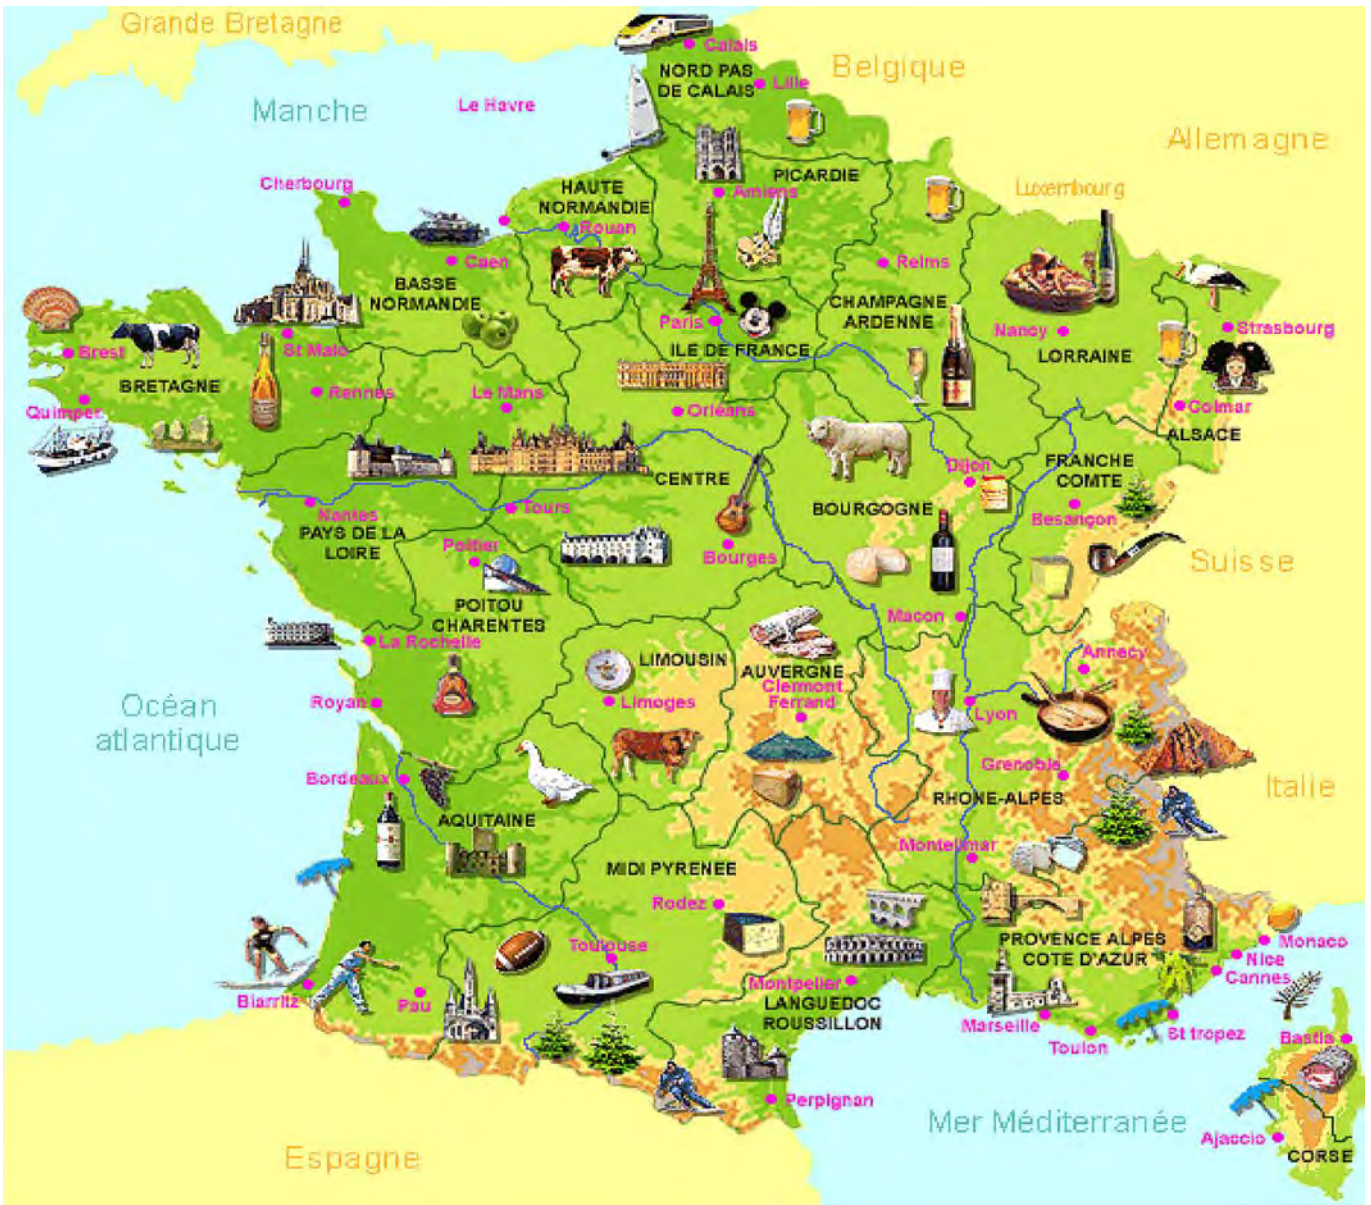 Grande Bretagne
Calais
Belgique
NORD PAS
DE CALAIS
Lille
Manche
Le Havre
Allemagne
PICARDIE
Cherbourg
HAUTE
NORMANDIE
Amiens
Luxembourg
Rouan
Caen
Reims
BASSE
NORMANDIE
CHAMPAGNE
ARDENNE
Paris
Nancy
Strasbourg
St Malo
ILE DE FRANCE
LORRAINE
Brest
BRETAGNE
Rennes
Le Mans
Quimper
Orléans
Colmar
ALSACE
Dijon
FRANCHE
COMTE
CENTRE
Nantes
Tours
BOURGOGNE
Besançon
PAYS DE LA
LOIRE
Poitier
Bourges
Suisse
POITOU
CHARENTES
Macon
La Rochelle
LIMOUSIN
AUVERGNE
Annecy
Clermont
Ferrand
Royan
Limoges
Lyon
Océan
atlantique
Bordeaux
Grenoble
Italie
RHONE-ALPES
AQUITAINE
Montelimar
MIDI PYRENEE
Rodez
Toulouse
PROVENCE ALPES
COTE D'AZUR
Monaco
Nice
Cannes
Biarritz
Pau
Montpelier
LANGUEDOC
ROUSSILLON
Marseille
Toulon
St tropez
Bastia
Perpignan
Mer Méditerranée
Ajaccio
CORSE
Espagne